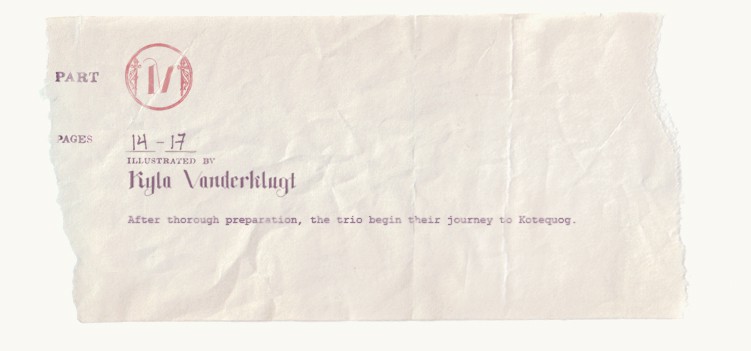 PART IV
PAGES 14-17
ILLUSTRATED BY
Kyla Vanderklugt
After thorough preparation, the trio begin their journey to Kotequog.